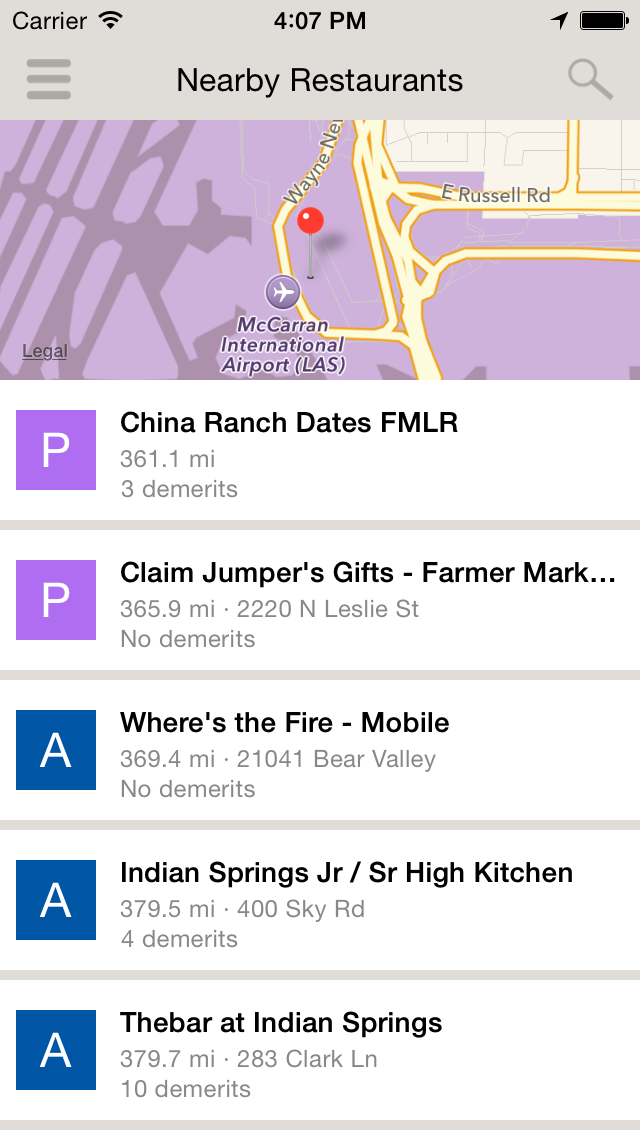 Carrier 4:07 PM
Nearby Restaurants
Wayne Ne
E Russell Rd
McCarran
International
Airport (LAS)
Legal
P
China Ranch Dates FMLR
361.1 mi
3 demerits
P
Claim Jumper's Gifts - Farmer Mark...
365.9 mi · 2220 N Leslie St
No demerits
A
Where's the Fire - Mobile
369.4 mi · 21041 Bear Valley
No demerits
A
Indian Springs Jr / Sr High Kitchen
379.5 mi · 400 Sky Rd
4 demerits
A
Thebar at Indian Springs
379.7 mi · 283 Clark Ln
10 demerits